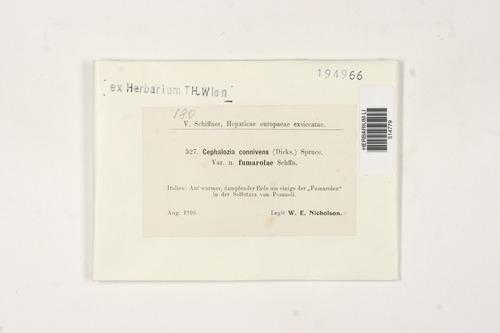 194966
ex Herbarium TH-Wien
180
V. Schiffner, Hepaticae europaeae exsiccatae.
527. Cephalozia connivens (Dicks.) Spruce.
Var. n. fumarolae Schffn.
Italien: Auf warmer, dampfender Erde um einige der „Fumarolen“
in der Solfatara von Pozzuoli.
Aug. 1910.
Legit W. E. Nicholson.
HERBARIUM LI
514779